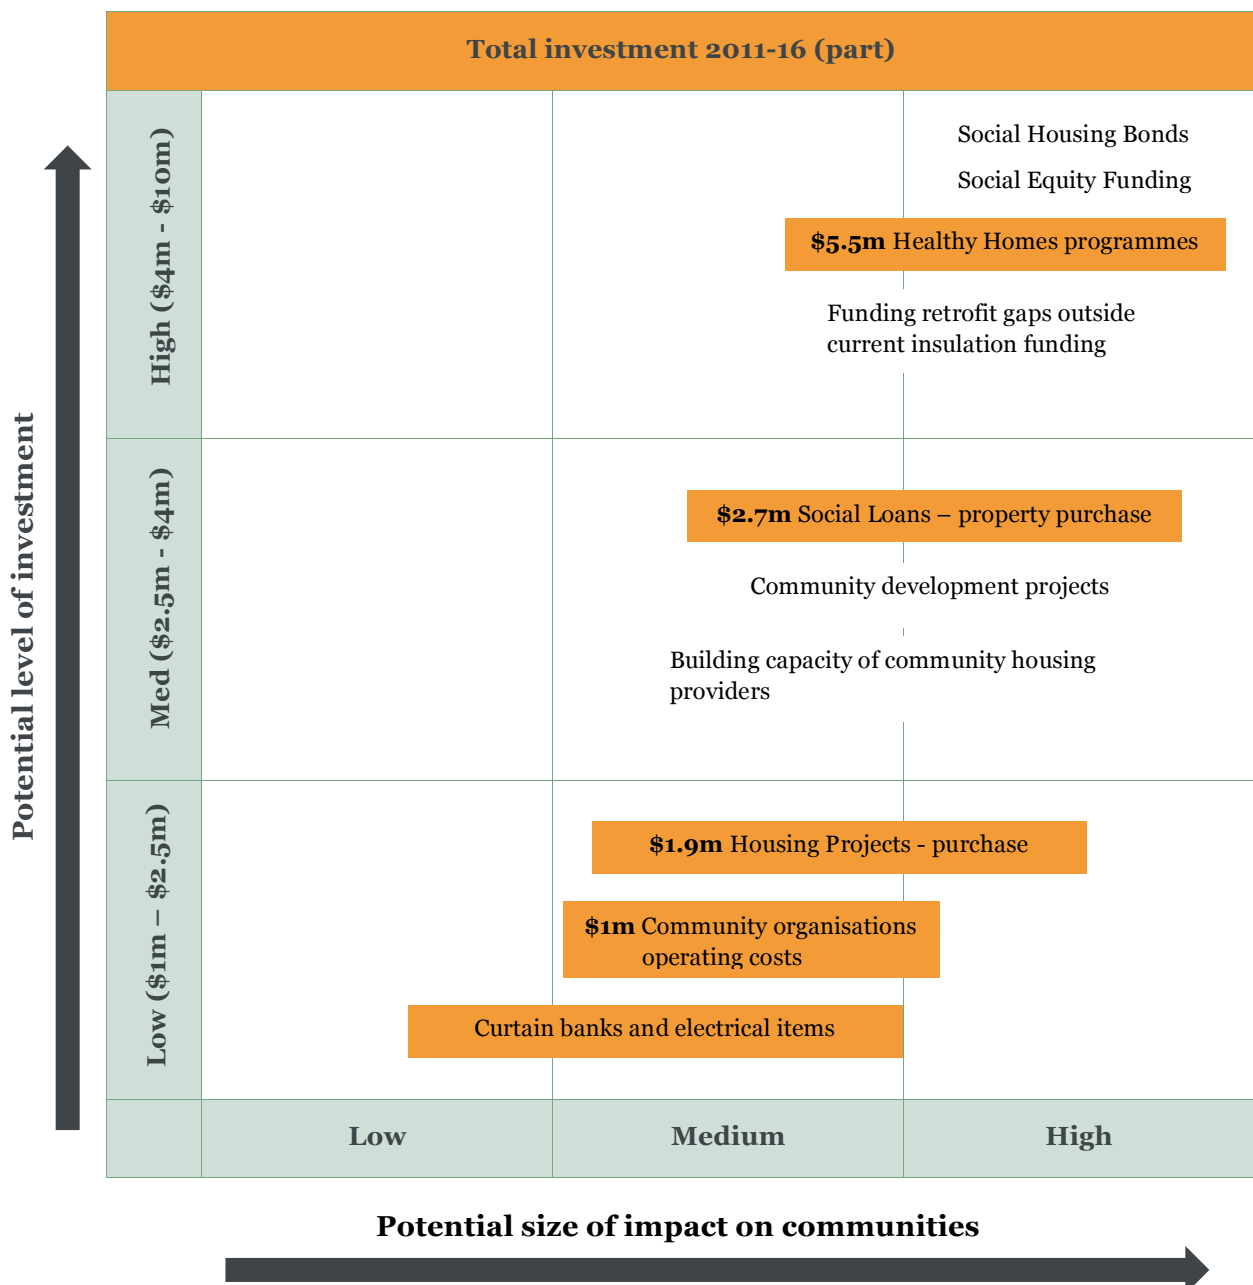 Total investment 2011-16 (part)
Potential level of investment
High ($4m - $10m)
Social Housing Bonds
Social Equity Funding
$5.5m Healthy Homes programmes
Funding retrofit gaps outside
current insulation funding
Med ($2.5m - $4m)
$2.7m Social Loans – property purchase
Community development projects
Building capacity of community housing
providers
Low ($1m – $2.5m)
$1.9m Housing Projects - purchase
$1m Community organisations
operating costs
Curtain banks and electrical items
Low
Medium
High
Potential size of impact on communities